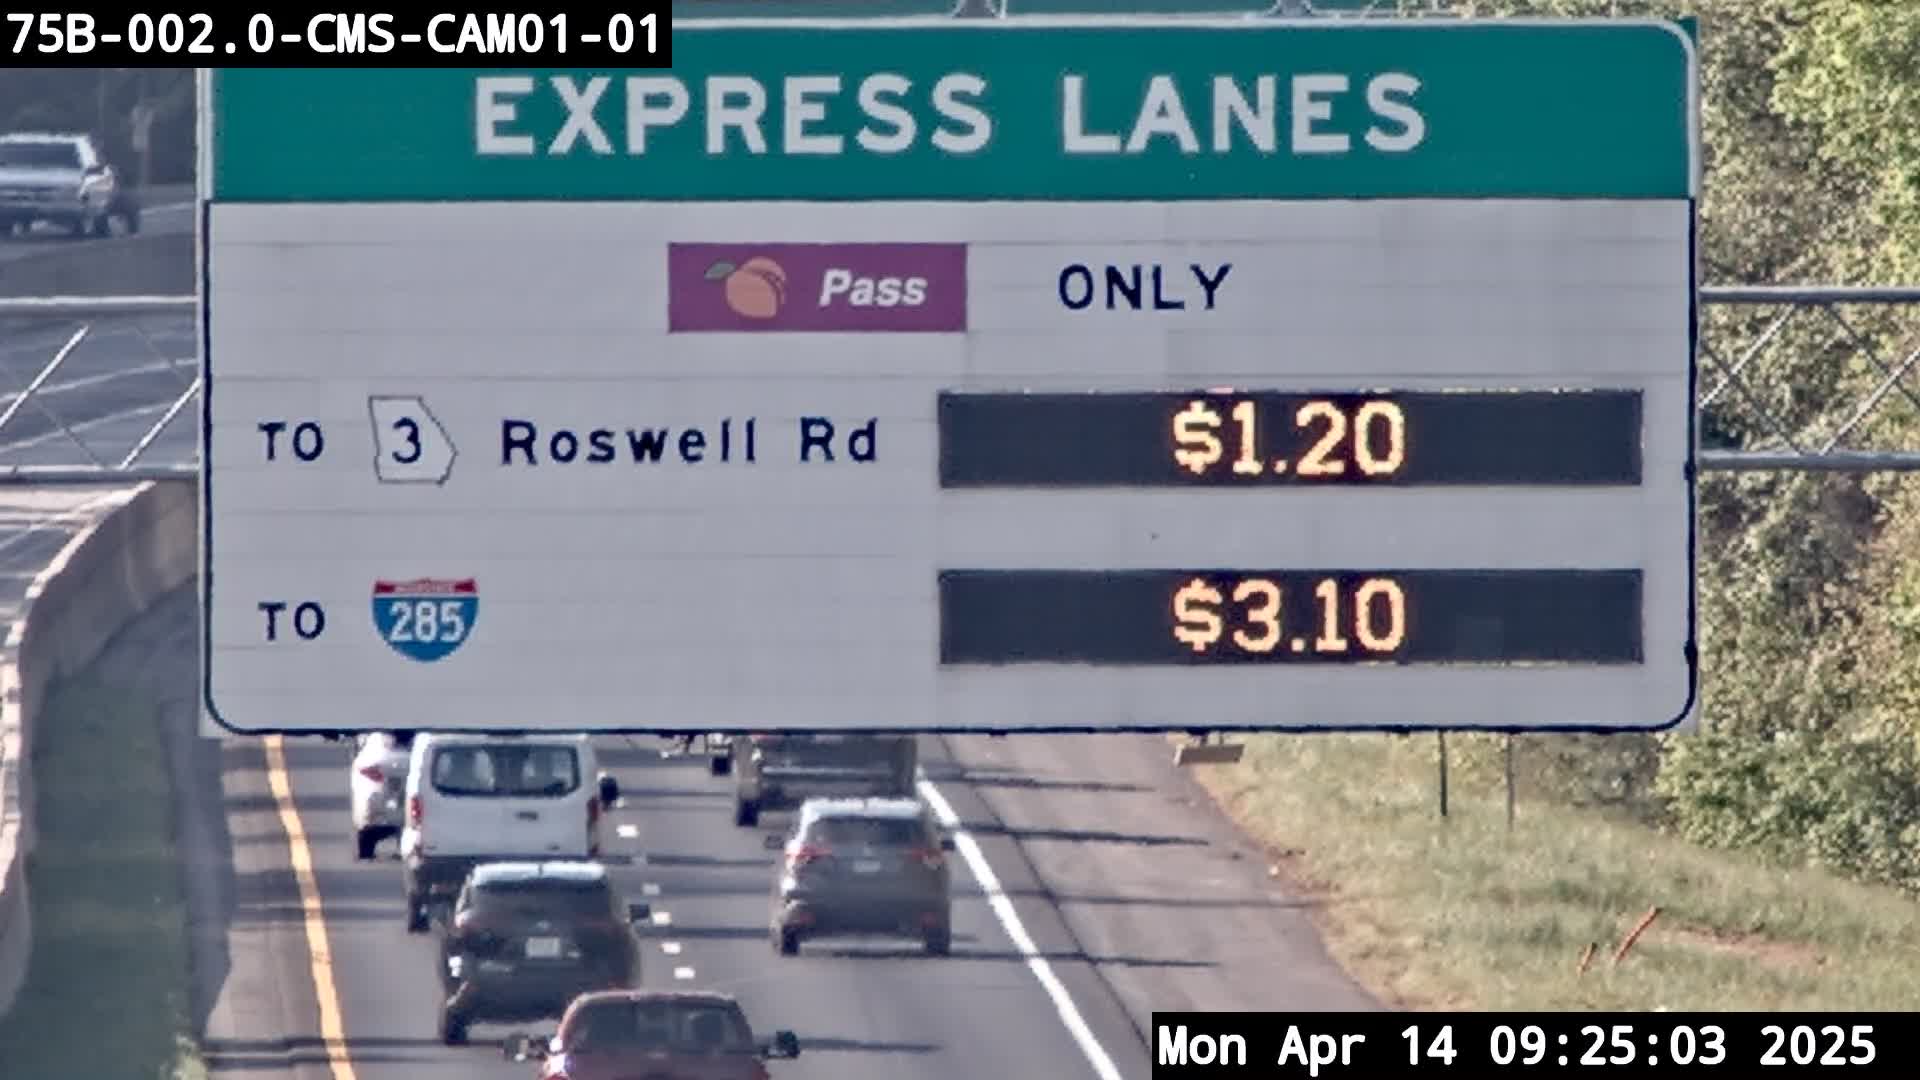 75B-002.0-CMS-CAM01-01
EXPRESS LANES
Pass ONLY
TO 3 Roswell Rd $1.20
TO 285 $3.10
Mon Apr 14 09:25:03 2025